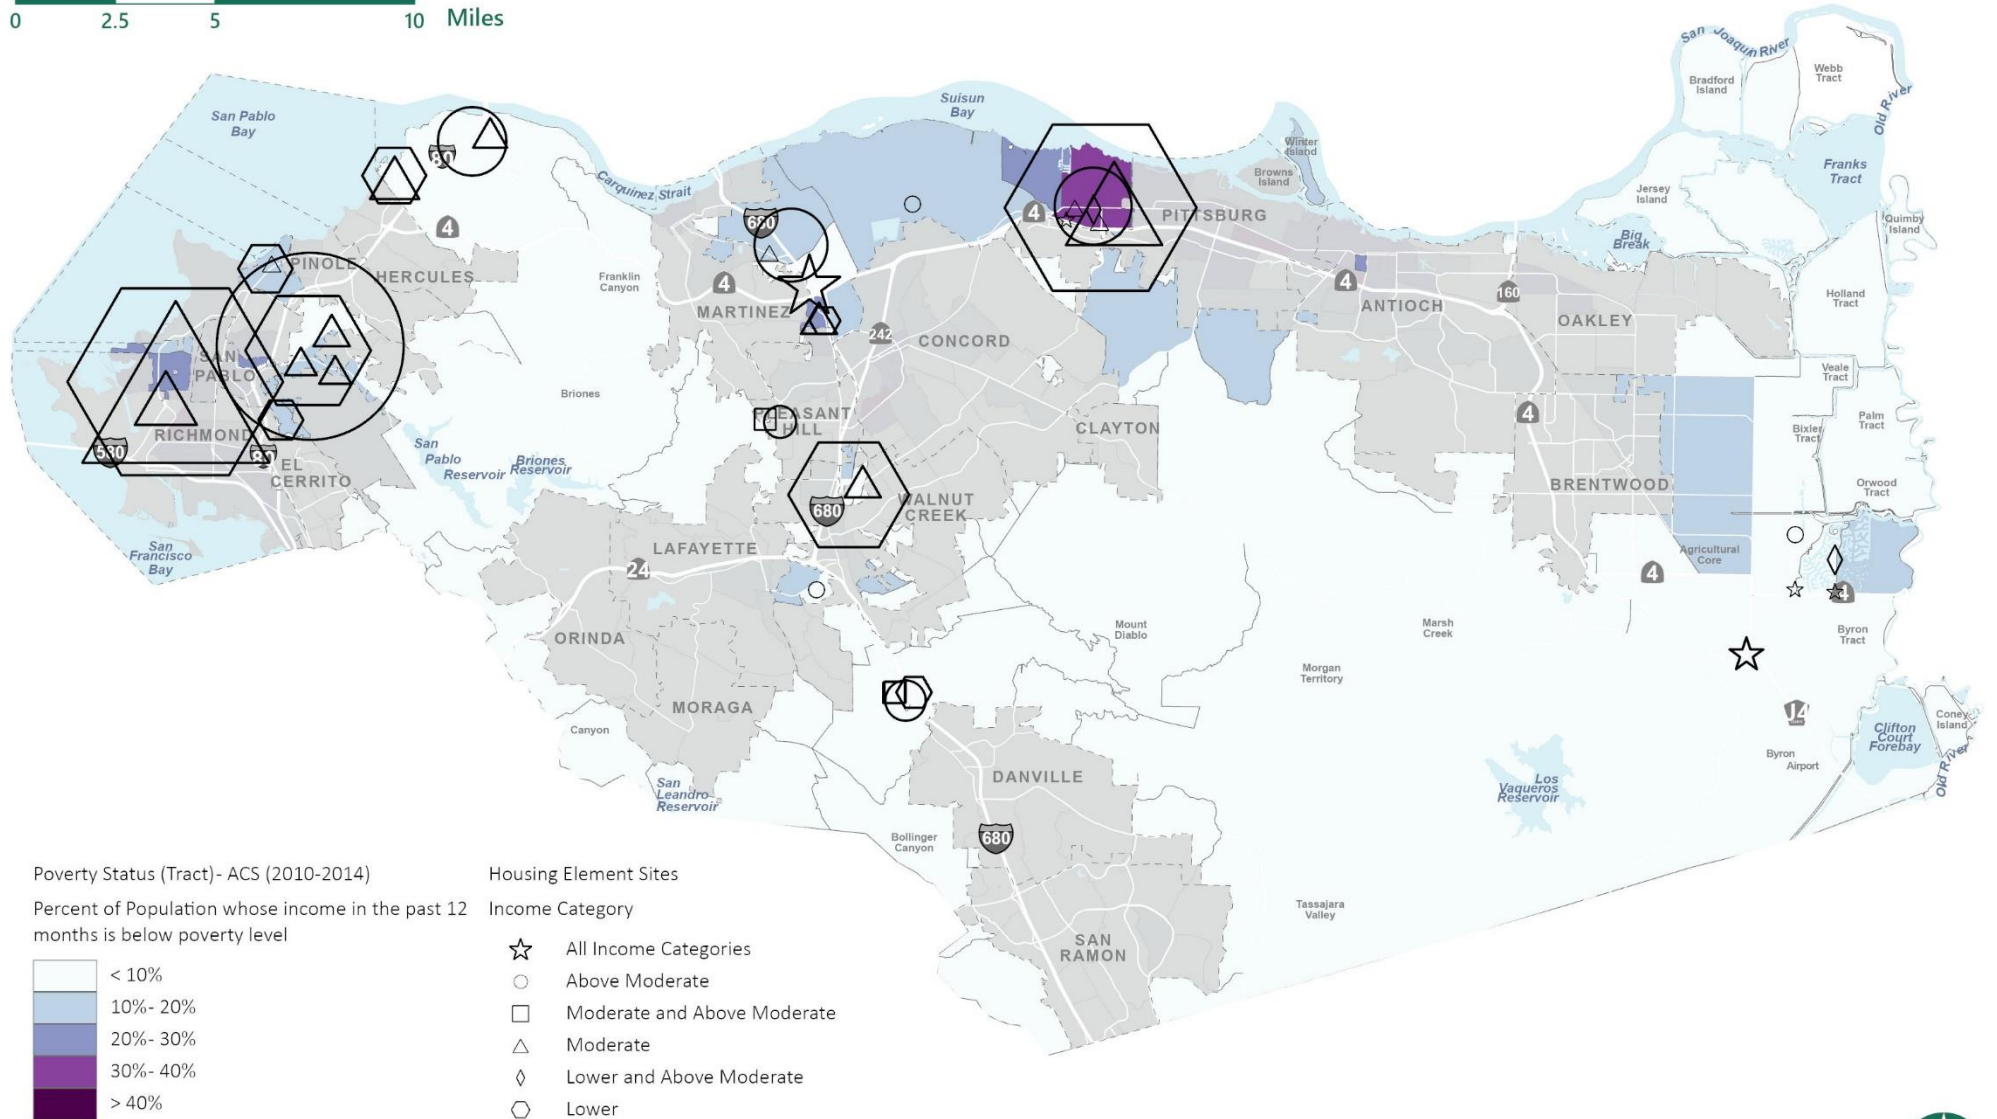 0 2.5 5 10 Miles
San Joaquin River
Webb
Tract
Bradford
Island
Old River
San Pablo
Bay
Suisun
Bay
80
Winter
Island
Franks
Tract
Carquinez Strait
Browns
Island
Jersey
Island
4
680
4
PITTSBURG
Quimby
Island
Big
Break
PINOLE
HERCULES
Franklin
Canyon
4
MARTINEZ
4
ANTIOCH
160
OAKLEY
Holland
Tract
242
CONCORD
SAN
PABLO
Veale
Tract
Briones
PLEASANT
HILL
CLAYTON
4
Palm
Tract
Bixler
Tract
RICHMOND
580
80
San
Pablo
Reservoir
Briones
Reservoir
EL
CERRITO
BRENTWOOD
Orwood
Tract
680
WALNUT
CREEK
San
Francisco
Bay
LAFAYETTE
24
Agricultural
Core
4
4
ORINDA
Mount
Diablo
Marsh
Creek
Byron
Tract
Morgan
Territory
MORAGA
Canyon
J4
Coney
Island
Clifton
Court
Forebay
Old River
Byron
Airport
San
Leandro
Reservoir
DANVILLE
Los
Vaqueros
Reservoir
Bollinger
Canyon
680
Tassajara
Valley
SAN
RAMON
Poverty Status (Tract) - ACS (2010-2014)
Percent of Population whose income in the past 12
months is below poverty level
< 10%
10%- 20%
20%- 30%
30%- 40%
> 40%
Housing Element Sites
Income Category
All Income Categories
Above Moderate
Moderate and Above Moderate
Moderate
Lower and Above Moderate
Lower